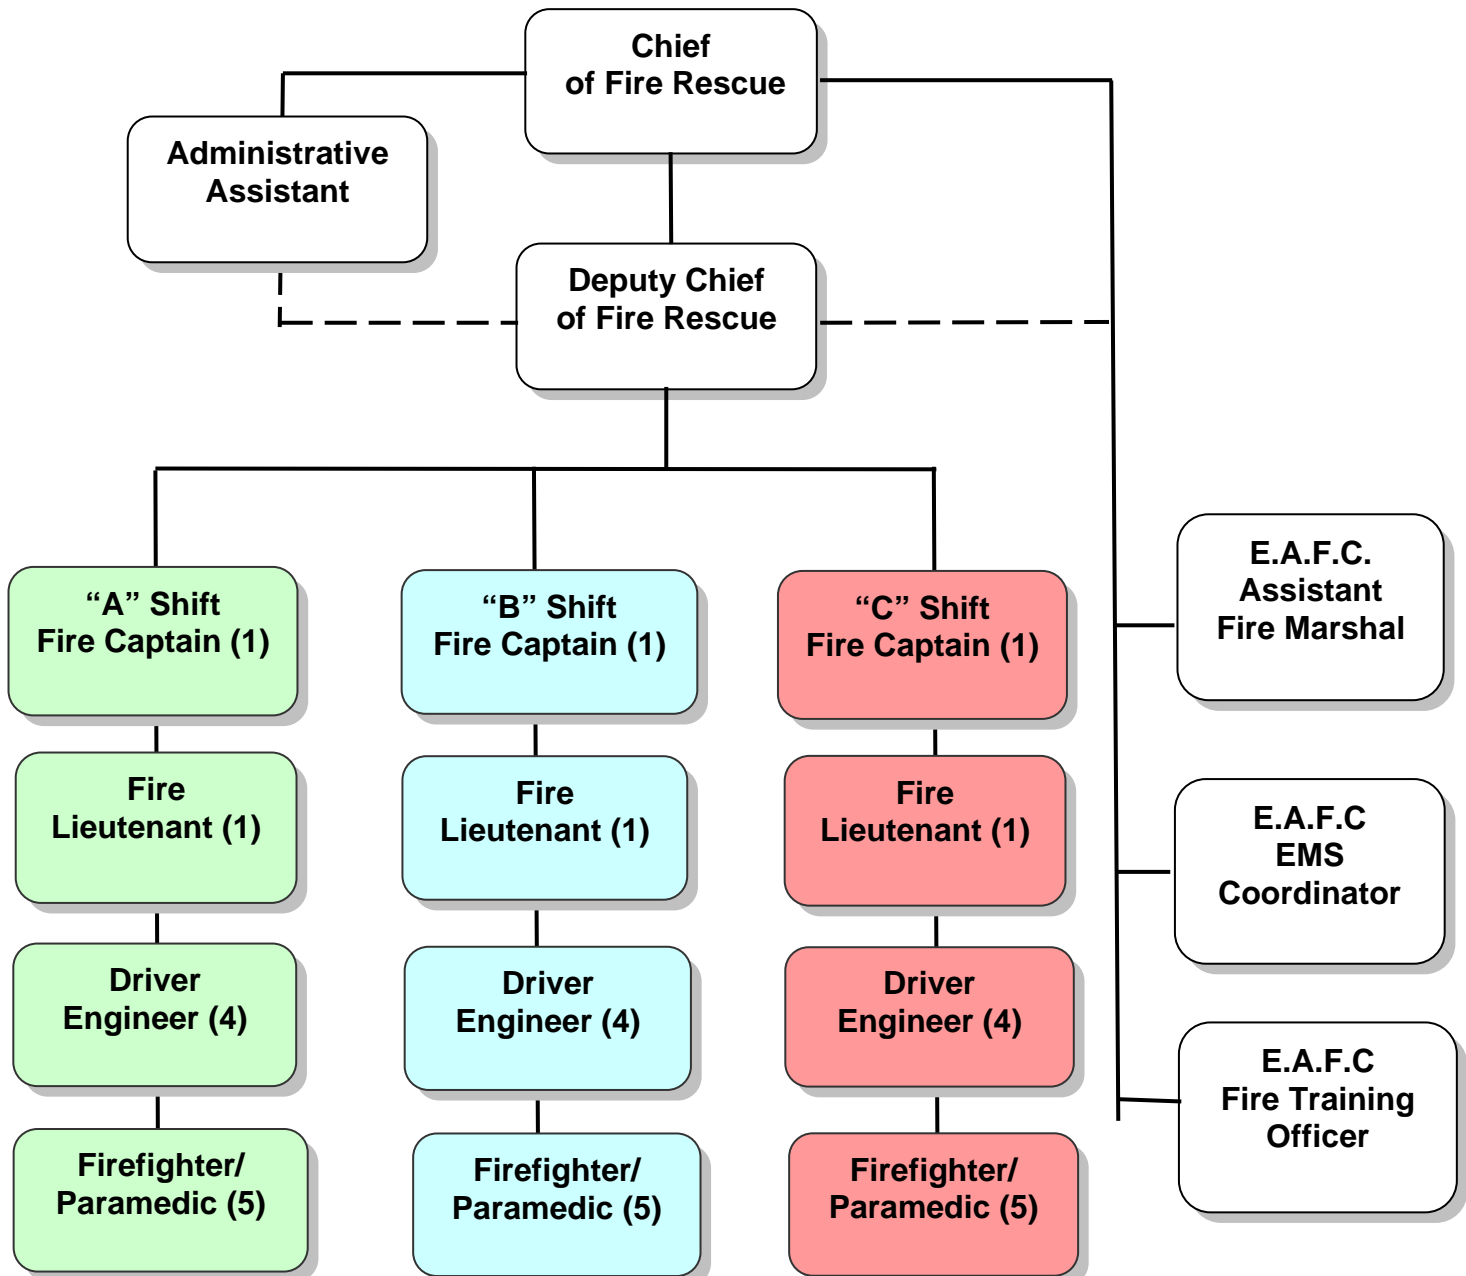 Chief
of Fire Rescue
Administrative
Assistant
Deputy Chief
of Fire Rescue
“A” Shift
Fire Captain (1)
“B” Shift
Fire Captain (1)
“C” Shift
Fire Captain (1)
E.A.F.C.
Assistant
Fire Marshal
Fire
Lieutenant (1)
Fire
Lieutenant (1)
Fire
Lieutenant (1)
E.A.F.C
EMS
Coordinator
Driver
Engineer (4)
Driver
Engineer (4)
Driver
Engineer (4)
E.A.F.C
Fire Training
Officer
Firefighter/
Paramedic (5)
Firefighter/
Paramedic (5)
Firefighter/
Paramedic (5)